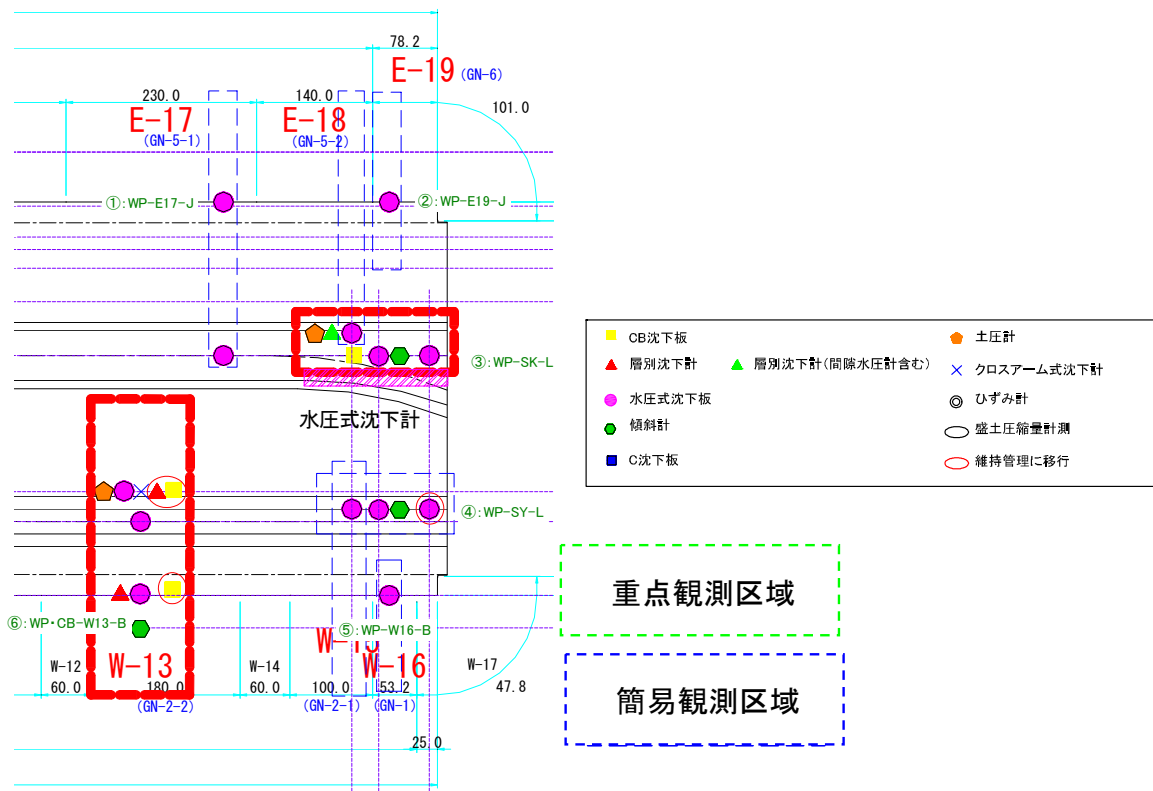 78.2
E-19 (GN-6)
230.0
140.0
101.0
E-17
E-18
(GN-5-1)
(GN-5-2)
①:WP-E17-J
②:WP-E19-J
③:WP-SK-L
水圧式沈下計
CB沈下板
土圧計
層別沈下計
層別沈下計(間隙水圧計含む)
クロスアーム式沈下計
水圧式沈下板
ひずみ計
傾斜計
盛土圧縮量計測
C沈下板
維持管理に移行
④:WP-SY-L
重点観測区域
⑥:WP・CB-W13-B
⑤:WP-W16-B
W-12
W-13
W-14
W-15
W-16
W-17
60.0
180.0
60.0
100.0
53.2
47.8
(GN-2-2)
(GN-2-1)
(GN-1)
簡易観測区域
25.0